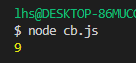 lhs@DESKTOP-86MUC
$ node cb.js
9